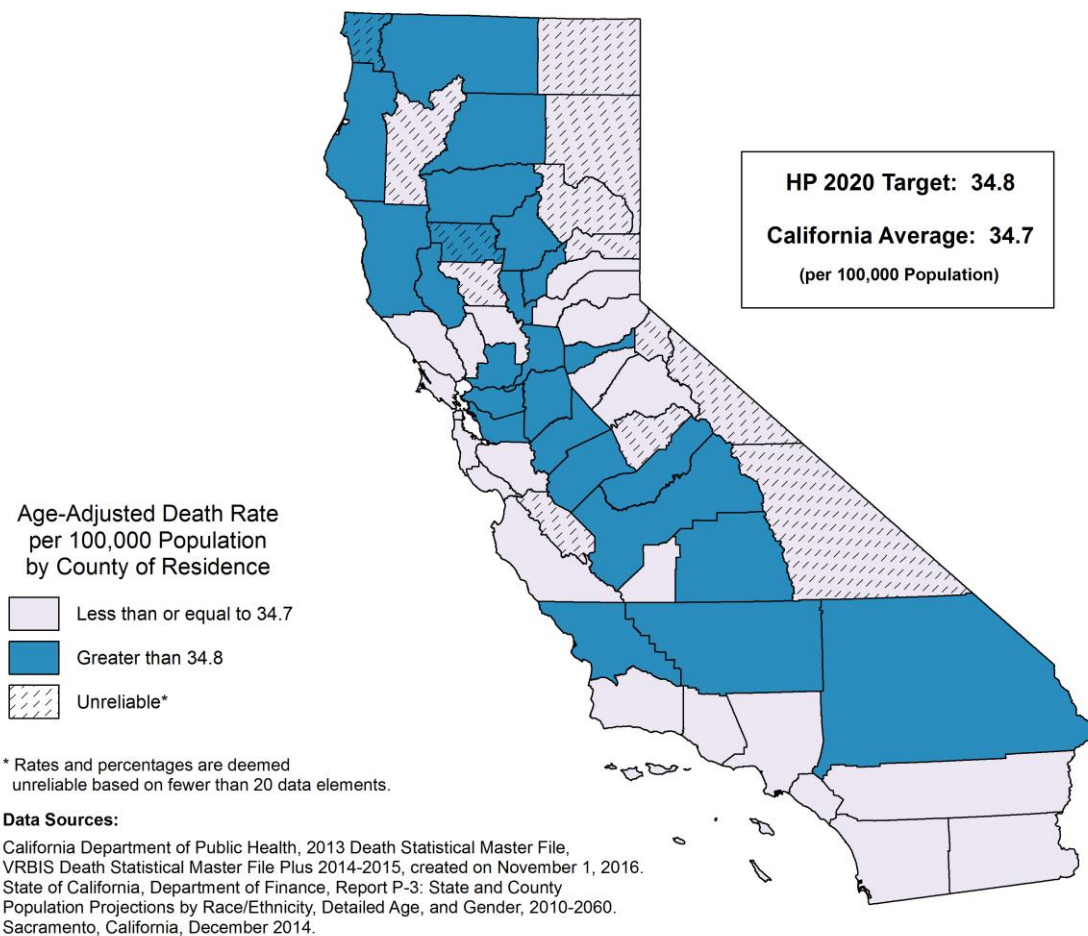 HP 2020 Target: 34.8
California Average: 34.7
(per 100,000 Population)
Age-Adjusted Death Rate
per 100,000 Population
by County of Residence
Less than or equal to 34.7
Greater than 34.8
Unreliable*
* Rates and percentages are deemed
unreliable based on fewer than 20 data elements.
Data Sources:
California Department of Public Health, 2013 Death Statistical Master File,
VRBIS Death Statistical Master File Plus 2014-2015, created on November 1, 2016.
State of California, Department of Finance, Report P-3: State and County
Population Projections by Race/Ethnicity, Detailed Age, and Gender, 2010-2060.
Sacramento, California, December 2014.